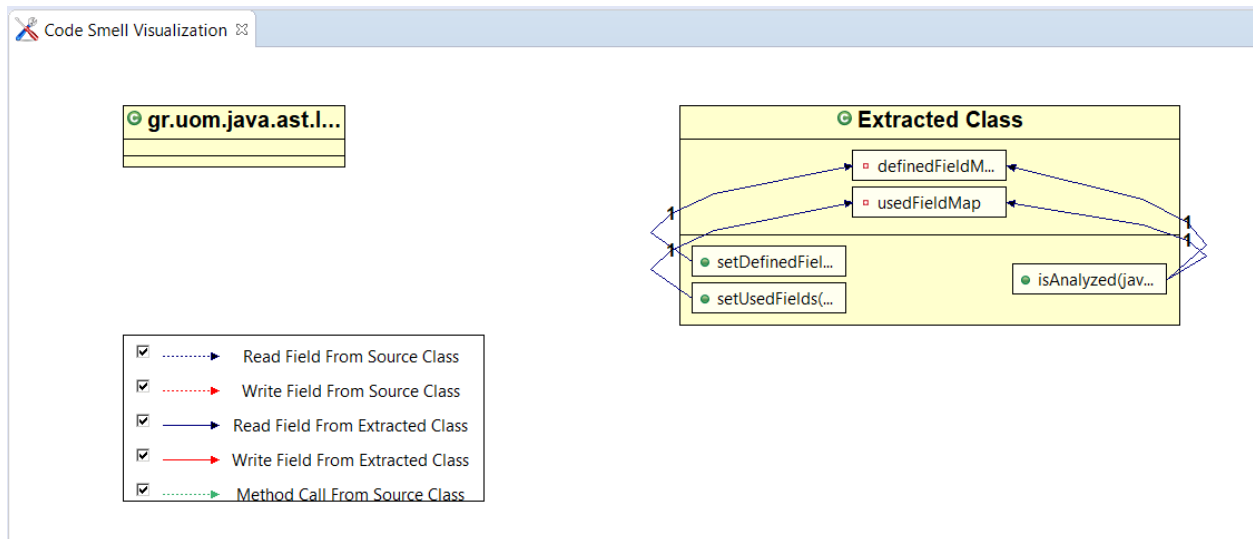 Code Smell Visualization
gr.uom.java.ast.l...
Extracted Class
definedFieldM...
usedFieldMap
1
1
1
1
setDefinedFiel...
setUsedFields(...
isAnalyzed(jav...
Read Field From Source Class
Write Field From Source Class
Read Field From Extracted Class
Write Field From Extracted Class
Method Call From Source Class